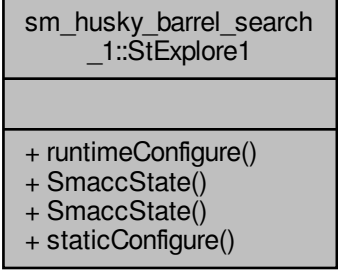 sm_husky_barrel_search
_1::StExplore1
+ runtimeConfigure()
+ SmaccState()
+ SmaccState()
+ staticConfigure()